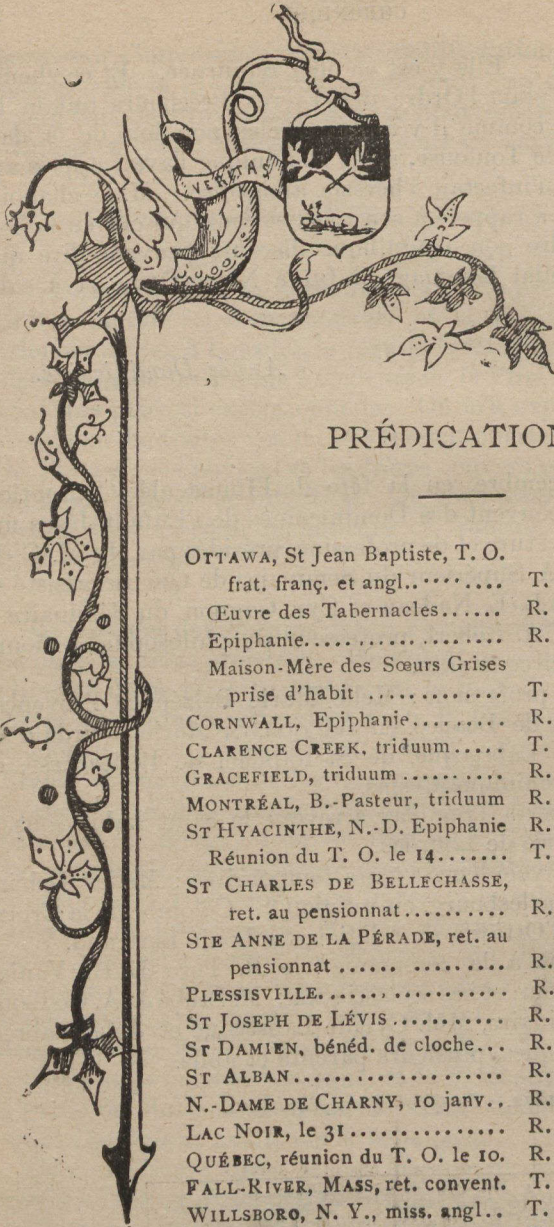 VERITAS
PRÉDICATION
OTTAWA, St Jean Baptiste, T. O.
frat. franç. et angl.......... T.
Œuvre des Tabernacles...... R.
Epiphanie.................. R.
Maison-Mère des Sœurs Grises
prise d'habit ............. T.
CORNWALL, Epiphanie......... R.
CLARENCE CREEK, triduum..... T.
GRACEFIELD, triduum .......... R.
MONTRÉAL, B.-Pasteur, triduum R.
ST HYACINTHE, N.-D. Epiphanie R.
Réunion du T. O. le 14....... T.
ST CHARLES DE BELLECHASSE,
ret. au pensionnat.......... R.
STE ANNE DE LA PÉRADE, ret. au
pensionnat ...... ......... R.
PLESSISVILLE.................. R.
ST JOSEPH DE LÉVIS ........... R.
ST DAMIEN, bénéd. de cloche... R.
ST ALBAN..................... R.
N.-DAME DE CHARNY, 10 janv.. R.
LAC NOIR, le 31............... R.
QUÉBEC, réunion du T. O. le 10. R.
FALL-RIVER, MASS, ret. convent. T.
WILLSBORO, N. Y., miss. angl.. T.